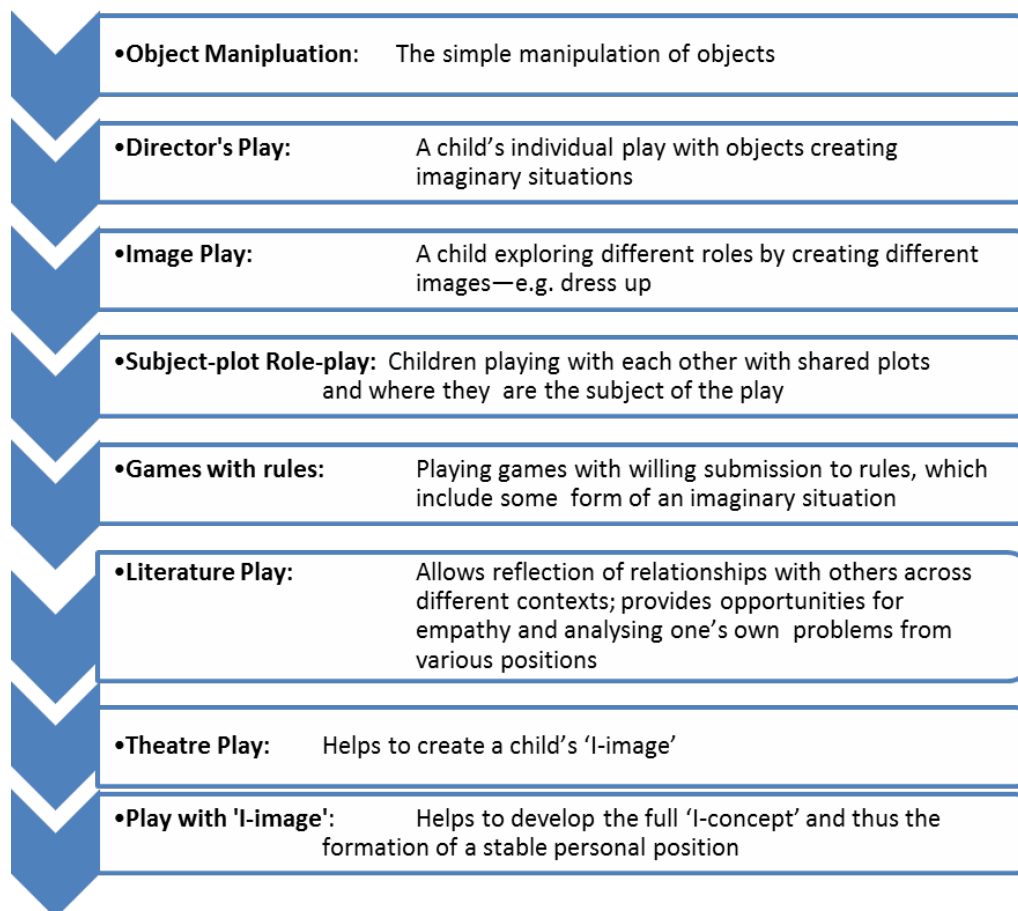 •Object Manipluation: The simple manipulation of objects
•Director's Play: A child’s individual play with objects creating
imaginary situations
•Image Play: A child exploring different roles by creating different
images—e.g. dress up
•Subject-plot Role-play: Children playing with each other with shared plots
and where they are the subject of the play
•Games with rules: Playing games with willing submission to rules, which
include some form of an imaginary situation
•Literature Play: Allows reflection of relationships with others across
different contexts; provides opportunities for
empathy and analysing one’s own problems from
various positions
•Theatre Play: Helps to create a child’s ‘I-image’
•Play with 'I-image': Helps to develop the full ‘I-concept’ and thus the
formation of a stable personal position